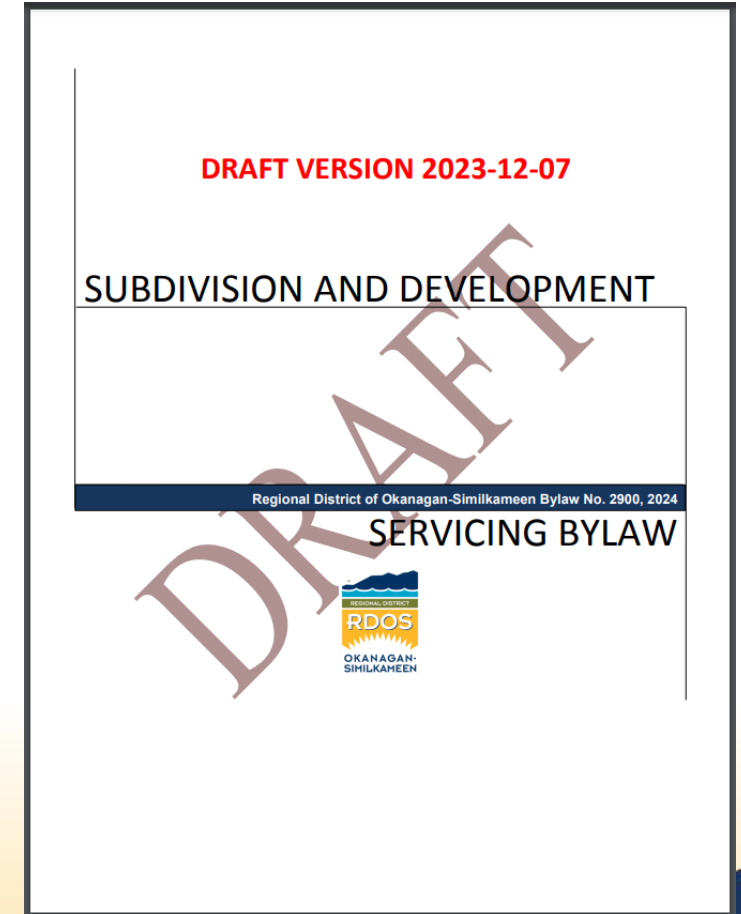 DRAFT VERSION 2023-12-07
SUBDIVISION AND DEVELOPMENT
DRAFT
Regional District of Okanagan-Similkameen Bylaw No. 2900, 2024
SERVICING BYLAW
REGIONAL DISTRICT
RDOS
OKANAGAN-
SIMILKAMEEN